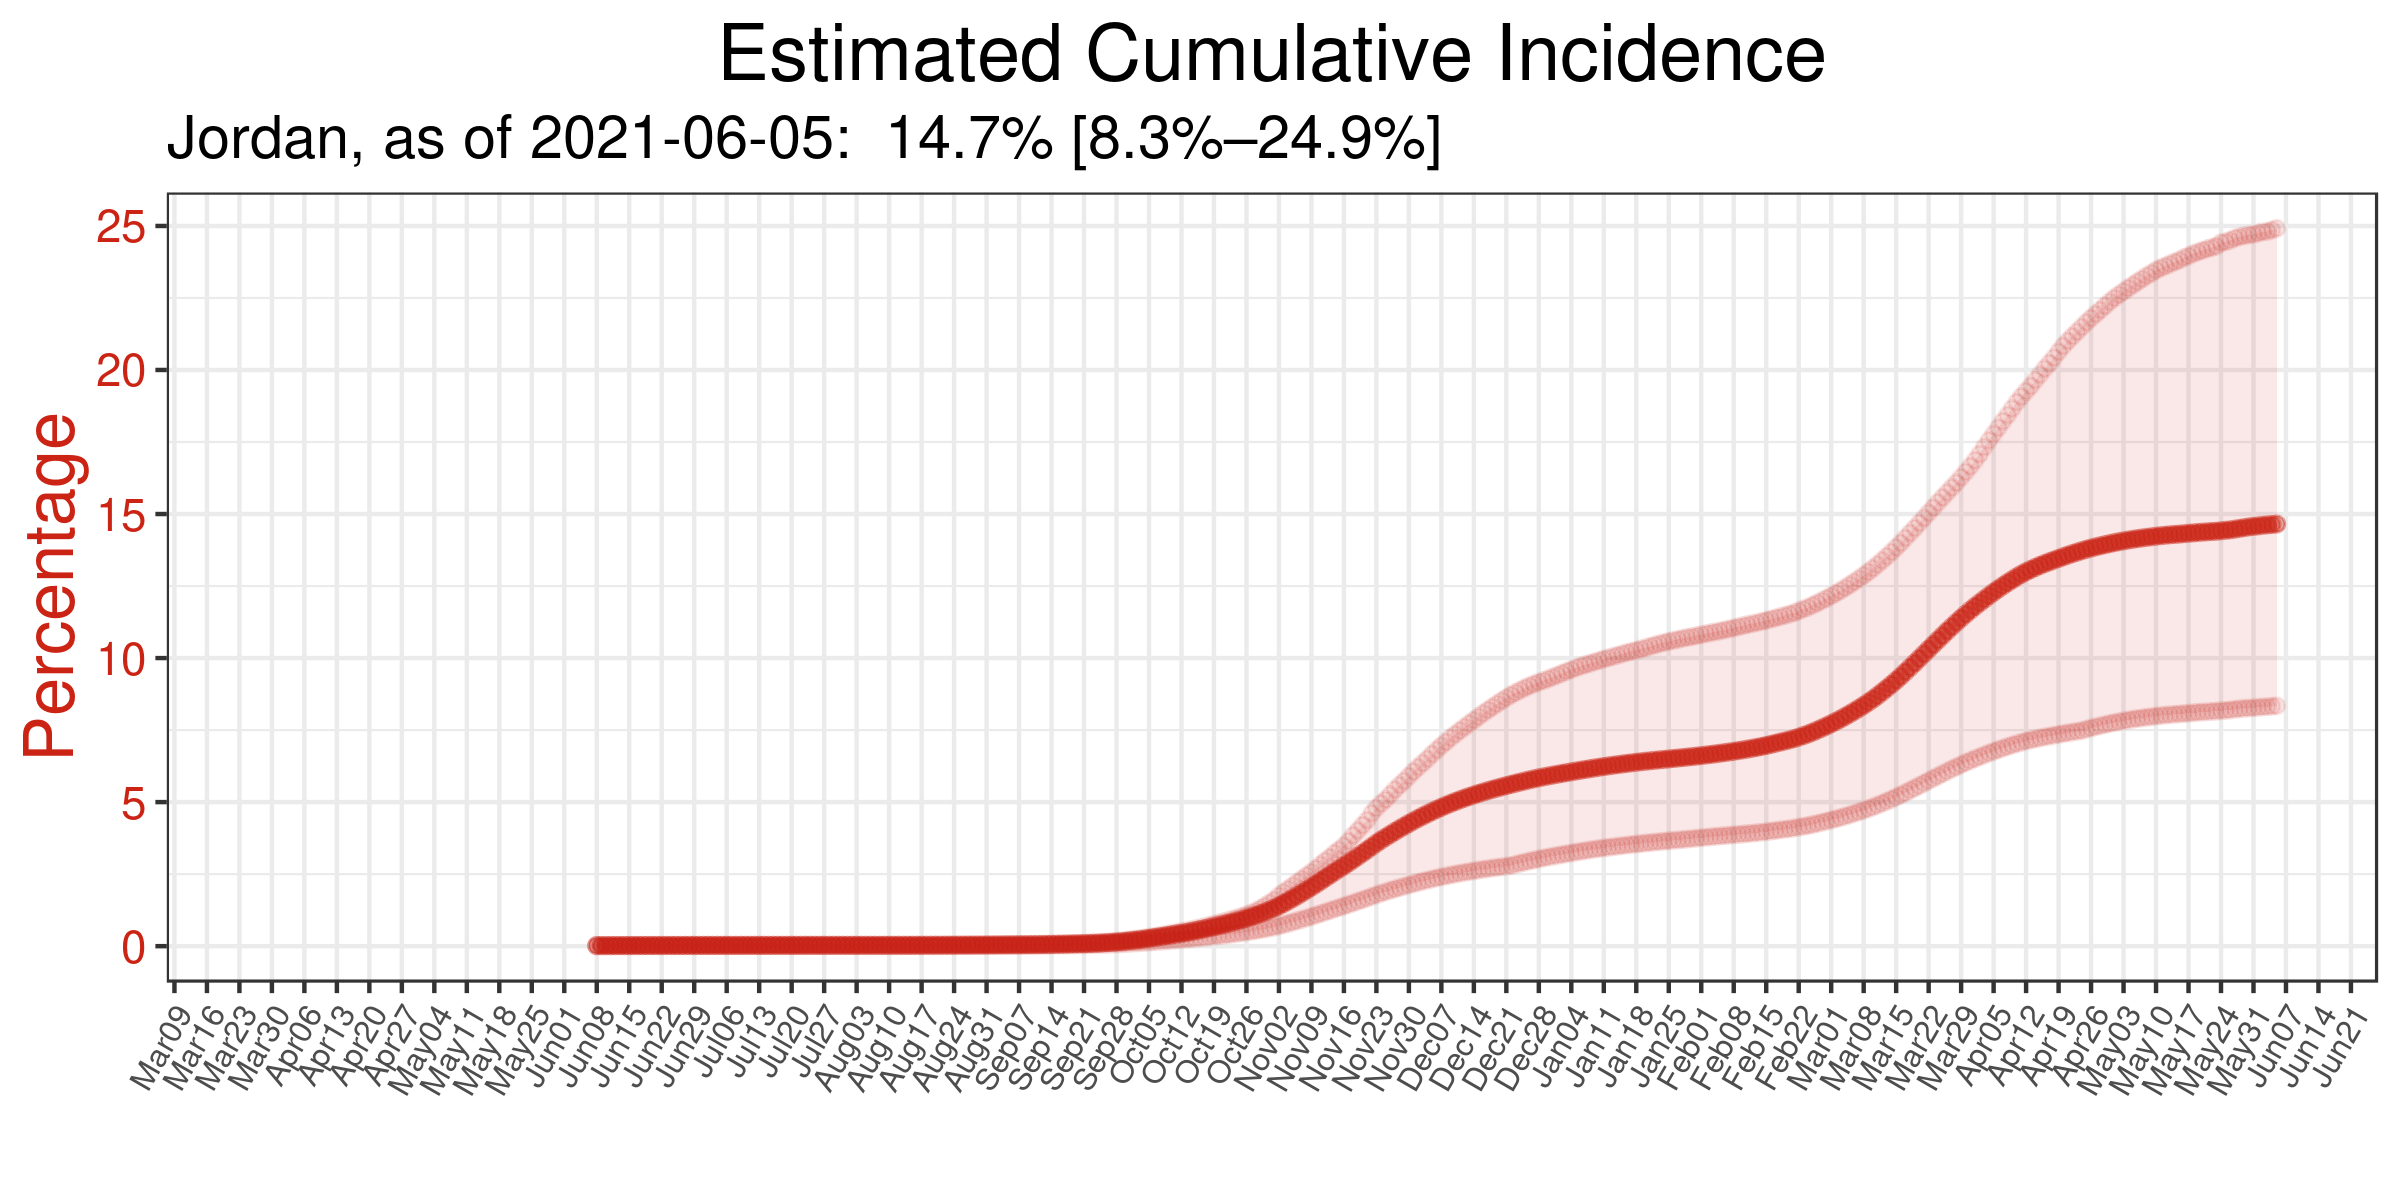 Estimated Cumulative Incidence
Jordan, as of 2021-06-05:  14.7% [8.3%–24.9%]
Percentage
25
20
15
10
5
0
Mar09
Mar16
Mar23
Mar30
Apr06
Apr13
Apr20
Apr27
May04
May11
May18
May25
Jun01
Jun08
Jun15
Jun22
Jun29
Jul06
Jul13
Jul20
Jul27
Aug03
Aug10
Aug17
Aug24
Aug31
Sep07
Sep14
Sep21
Sep28
Oct05
Oct12
Oct19
Oct26
Nov02
Nov09
Nov16
Nov23
Nov30
Dec07
Dec14
Dec21
Dec28
Jan04
Jan11
Jan18
Jan25
Feb01
Feb08
Feb15
Feb22
Mar01
Mar08
Mar15
Mar22
Mar29
Apr05
Apr12
Apr19
Apr26
May03
May10
May17
May24
May31
Jun07
Jun14
Jun21